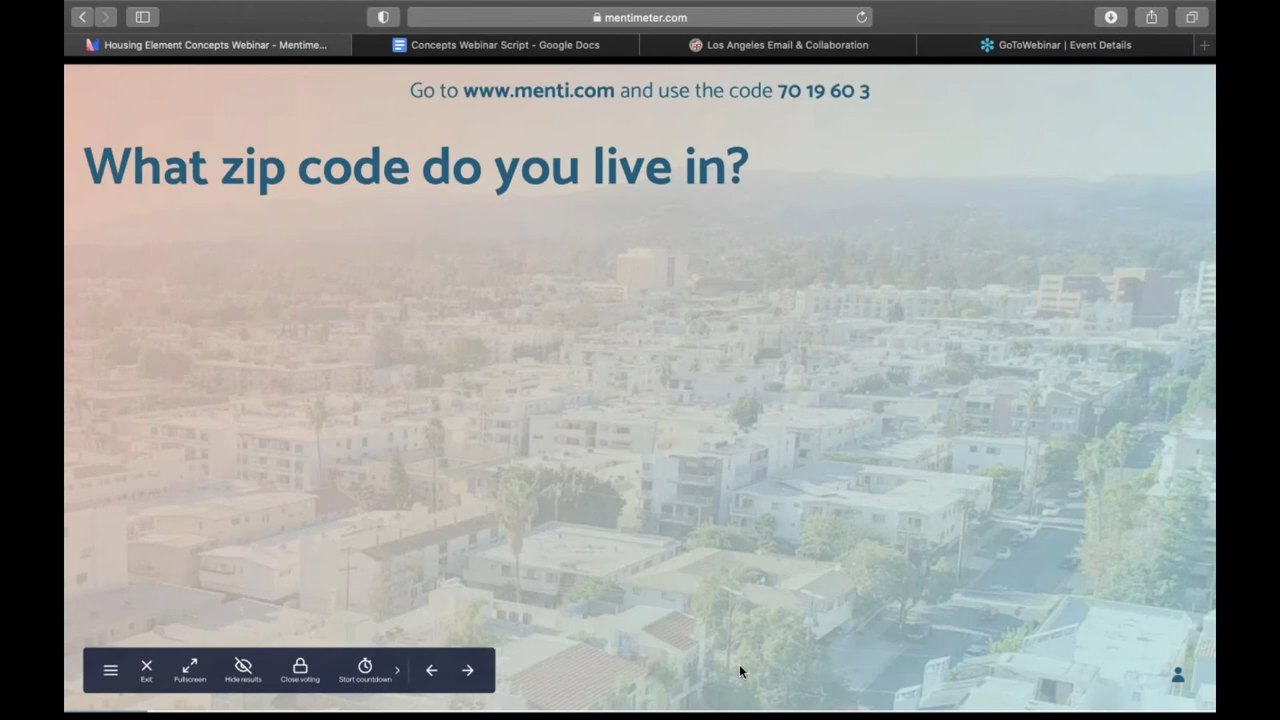 mentimeter.com
Housing Element Concepts Webinar - Mentime...
Concepts Webinar Script - Google Docs
Los Angeles Email & Collaboration
GoToWebinar | Event Details
Go to www.menti.com and use the code 70 19 60 3
What zip code do you live in?
Exit
Fullscreen
Hide results
Close voting
Start countdown